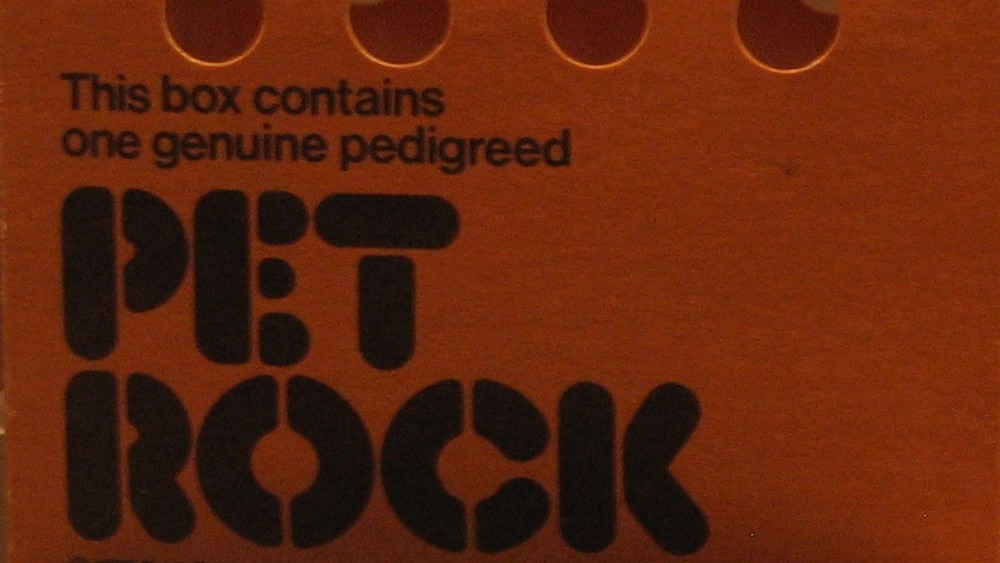 This box contains
one genuine pedigreed
PET
ROCK